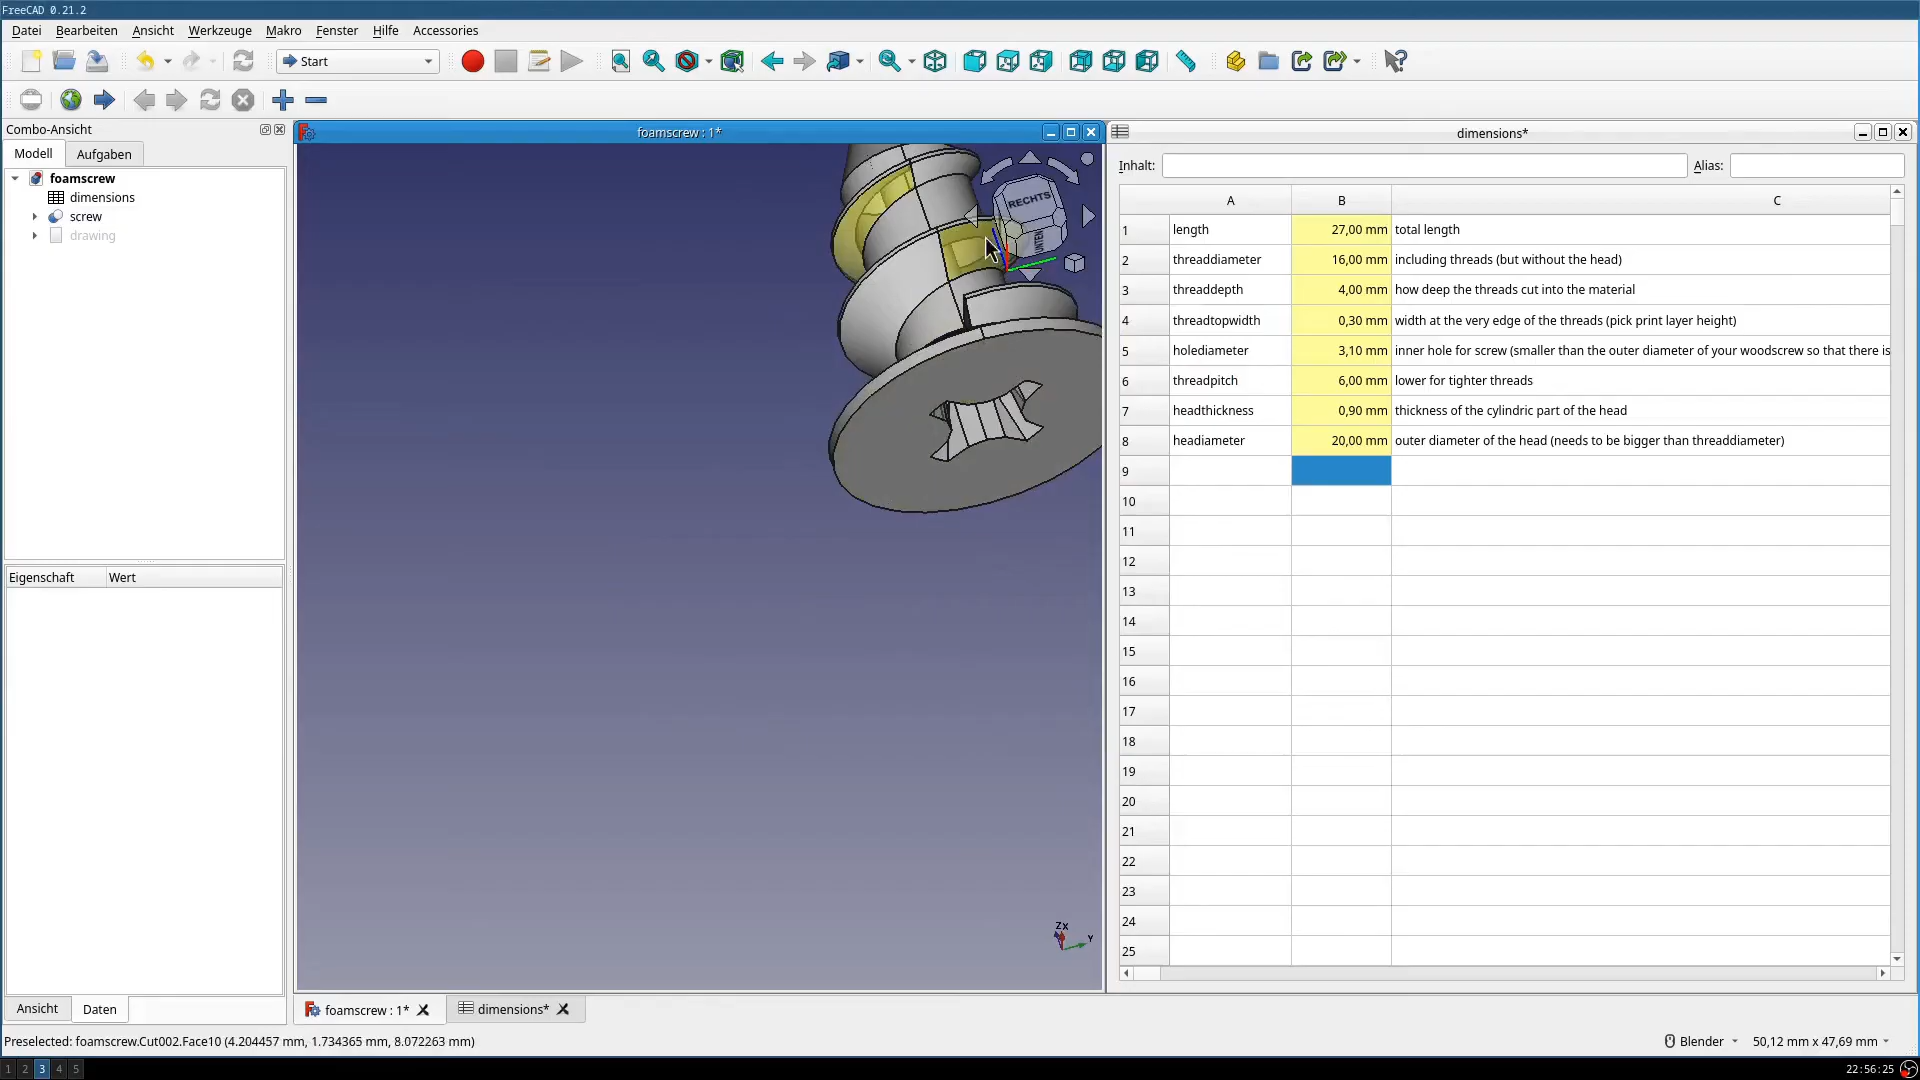 FreeCAD 0.21.2
Datei Bearbeiten Ansicht Werkzeuge Makro Fenster Hilfe Accessories
Start
Combo-Ansicht
Modell Aufgaben
foamscrew
dimensions
screw
drawing
Eigenschaft Wert
Ansicht Daten
foamscrew : 1*
RECHTS
UNTEN
Z X
Y
foamscrew : 1* dimensions*
dimensions*
Inhalt: Alias:
A B C
1 length 27,00 mm total length
2 threaddiameter 16,00 mm including threads (but without the head)
3 threaddepth 4,00 mm how deep the threads cut into the material
4 threadtopwidth 0,30 mm width at the very edge of the threads (pick print layer height)
5 holediameter 3,10 mm inner hole for screw (smaller than the outer diameter of your woodscrew so that there is
6 threadpitch 6,00 mm lower for tighter threads
7 headthickness 0,90 mm thickness of the cylindric part of the head
8 headiameter 20,00 mm outer diameter of the head (needs to be bigger than threaddiameter)
9
10
11
12
13
14
15
16
17
18
19
20
21
22
23
24
25
Preselected: foamscrew.Cut002.Face10 (4.204457 mm, 1.734365 mm, 8.072263 mm)
Blender 50,12 mm x 47,69 mm
1 2 3 4 5
22:56:25